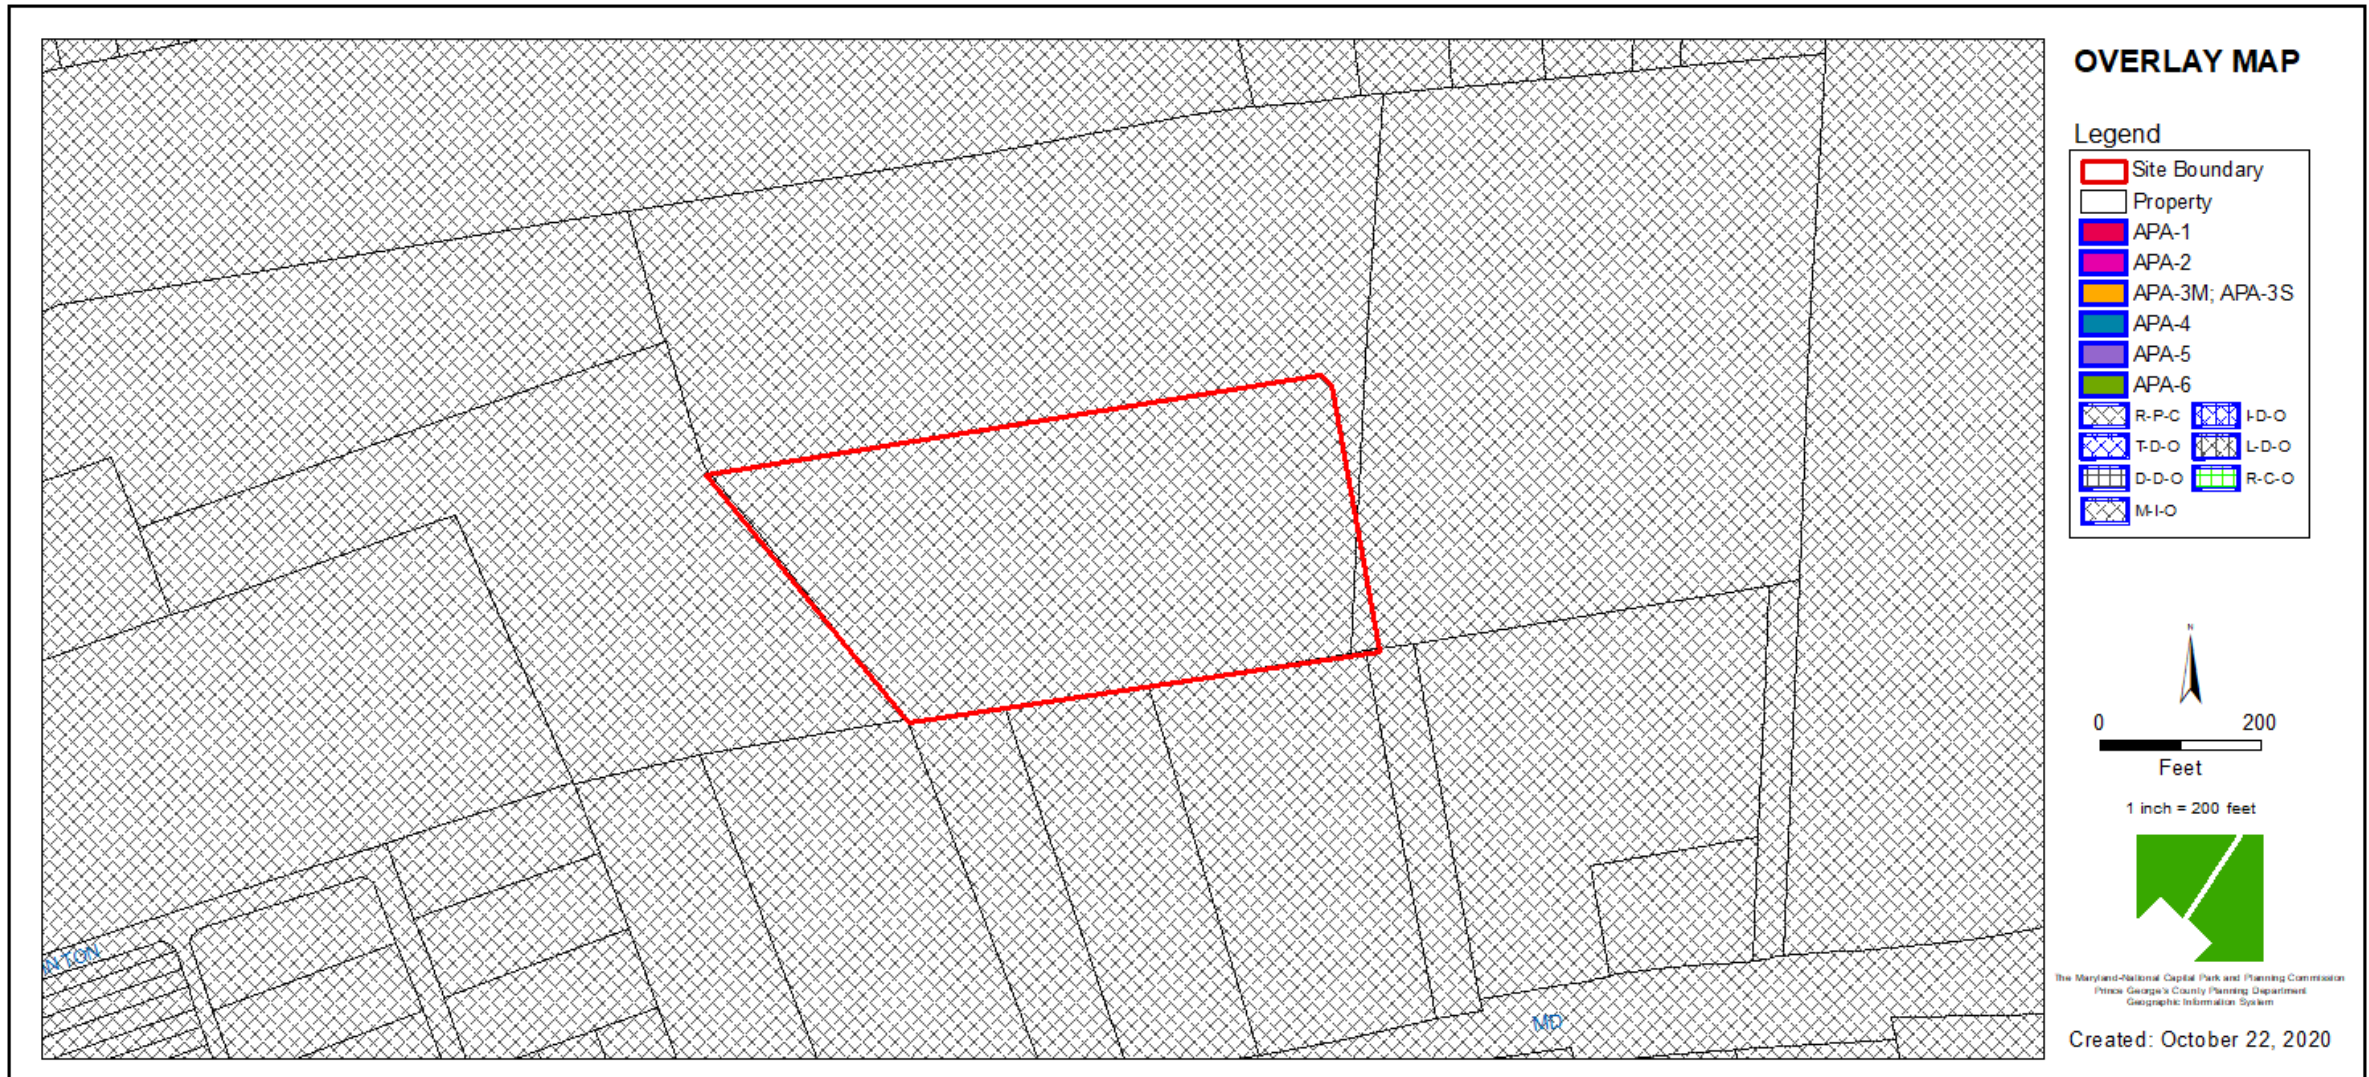 OVERLAY MAP
Legend
Site Boundary
Property
APA-1
APA-2
APA-3M; APA-3S
APA-4
APA-5
APA-6
R-P-C I-D-O
T-D-O L-D-O
D-D-O R-C-O
M-I-O
N
0 200
Feet
1 inch = 200 feet
The Maryland-National Capital Park and Planning Commission
Prince George's County Planning Department
Geographic Information System
Created: October 22, 2020
TON
MD